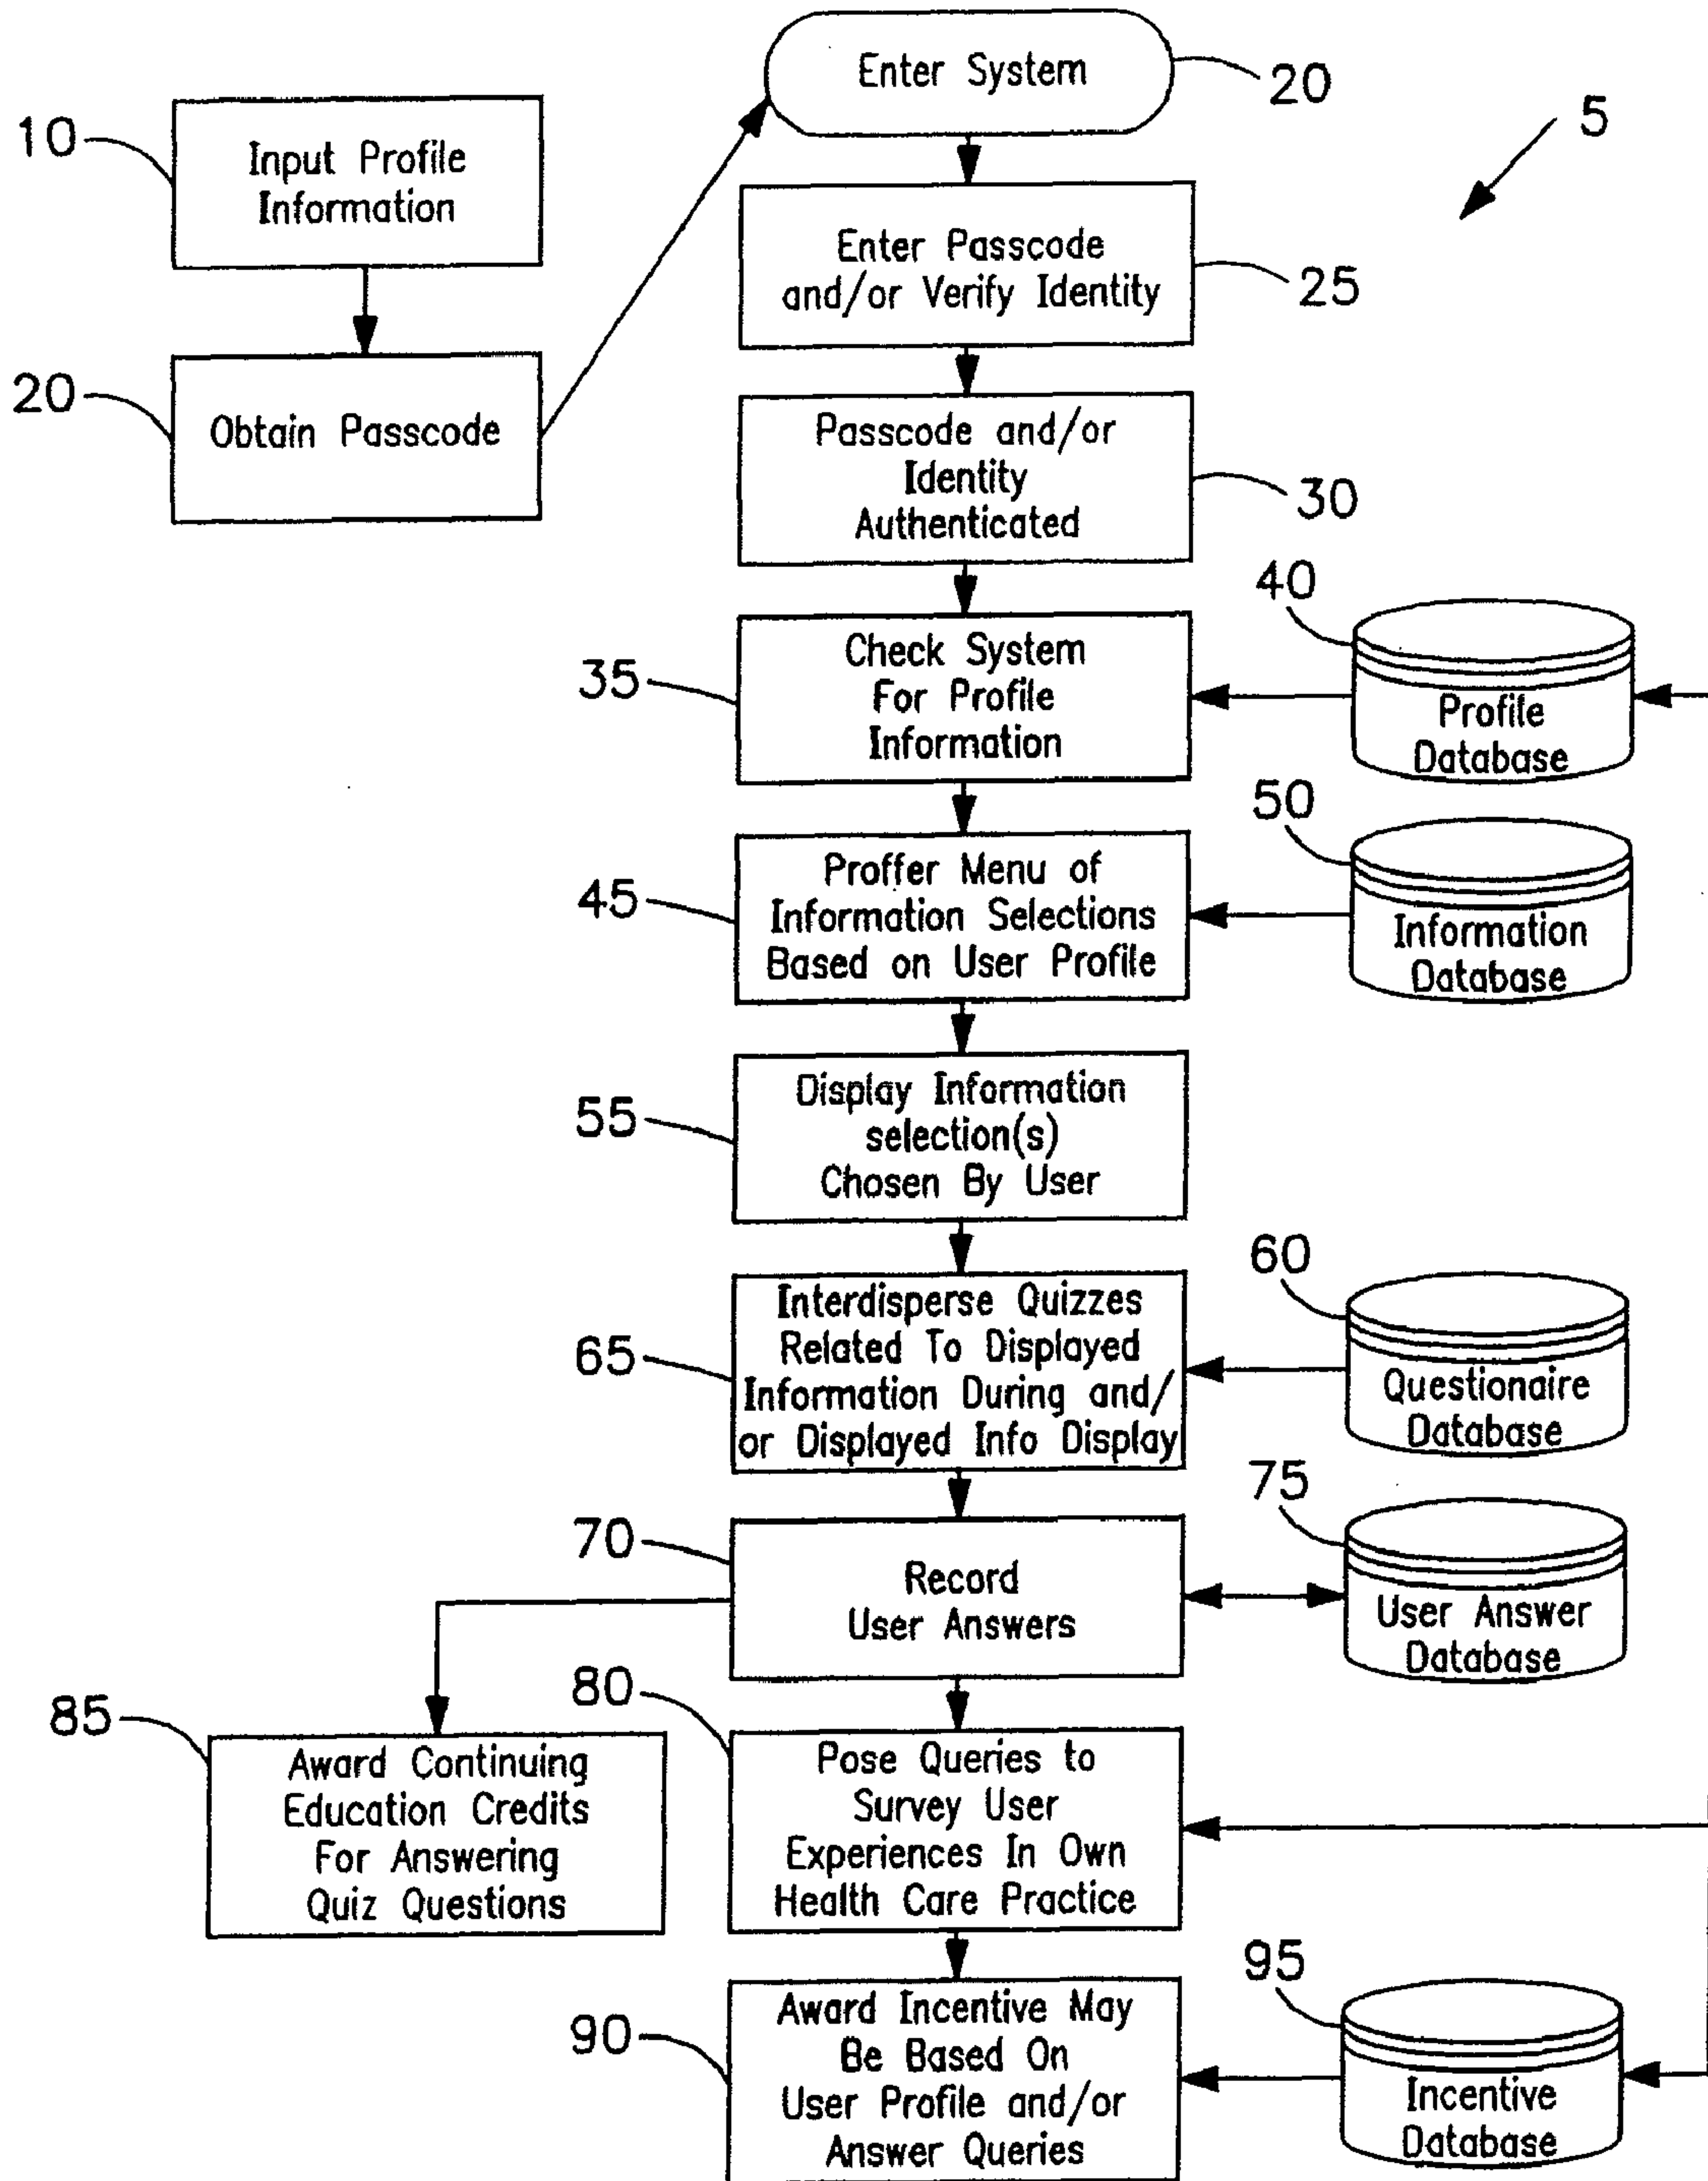 Enter System
20
5
10
Input Profile
Information
Enter Passcode
and/or Verify Identity
25
20
Obtain Passcode
Passcode and/or
Identity
Authenticated
30
40
35
Check System
For Profile
Information
Profile
Database
50
45
Proffer Menu of
Information Selections
Based on User Profile
Information
Database
55
Display Information
selection(s)
Chosen By User
60
65
Interdisperse Quizzes
Related To Displayed
Information During and/
or Displayed Info Display
Questionaire
Database
75
70
Record
User Answers
User Answer
Database
85
Award Continuing
Education Credits
For Answering
Quiz Questions
80
Pose Queries to
Survey User
Experiences In Own
Health Care Practice
95
90
Award Incentive May
Be Based On
User Profile and/or
Answer Queries
Incentive
Database